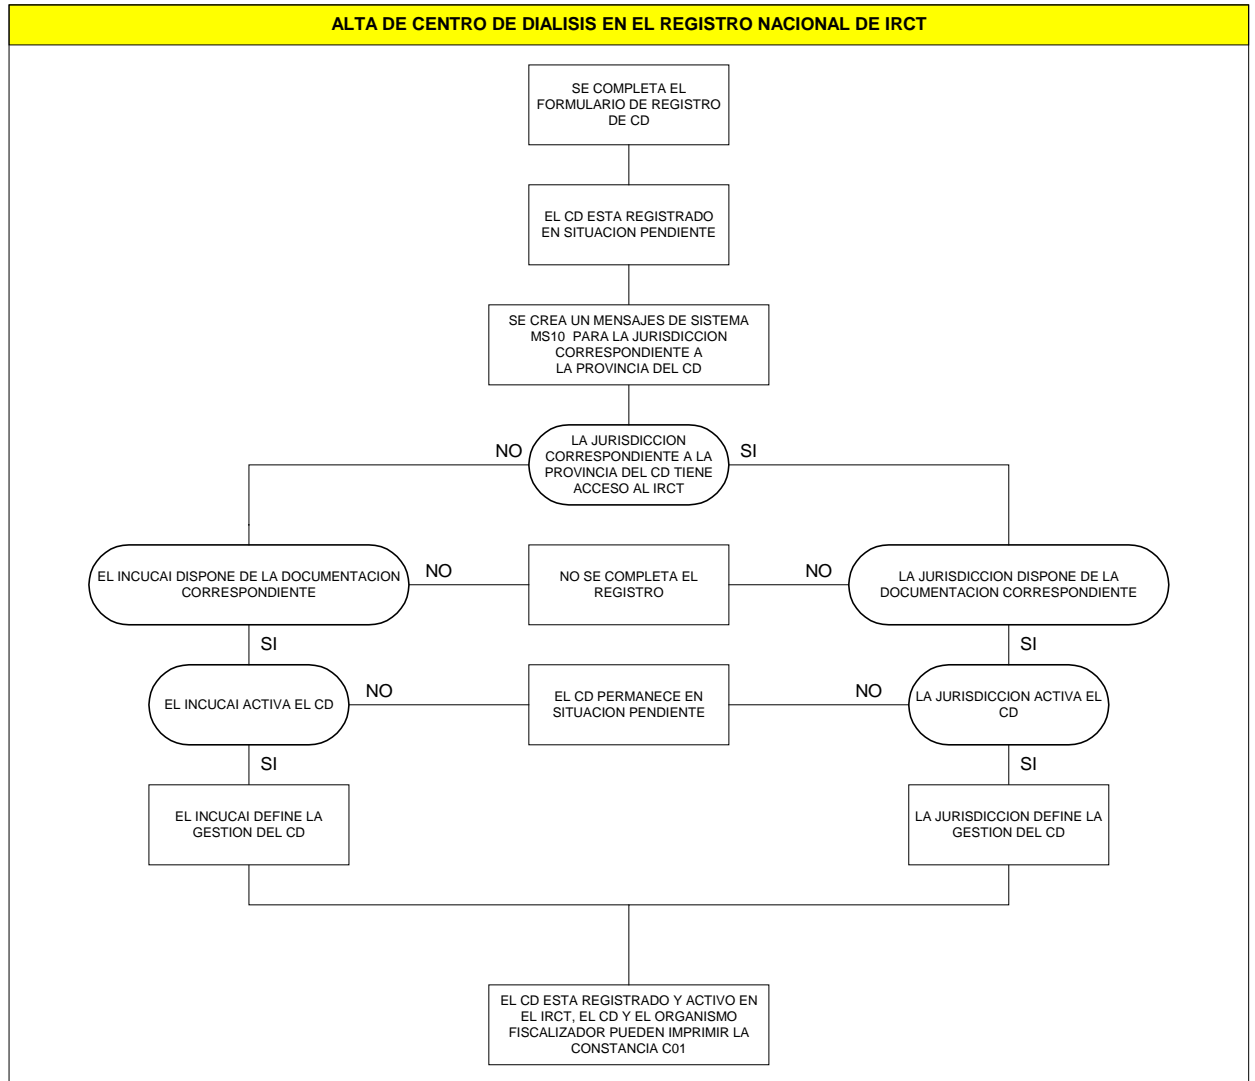 ALTA DE CENTRO DE DIALISIS EN EL REGISTRO NACIONAL DE IRCT
SE COMPLETA EL
FORMULARIO DE REGISTRO
DE CD
EL CD ESTA REGISTRADO
EN SITUACION PENDIENTE
SE CREA UN MENSAJES DE SISTEMA
MS10 PARA LA JURISDICCION
CORRESPONDIENTE A
LA PROVINCIA DEL CD
NO
LA JURISDICCION
CORRESPONDIENTE A LA
PROVINCIA DEL CD TIENE
ACCESO AL IRCT
SI
EL INCUCAI DISPONE DE LA DOCUMENTACION
CORRESPONDIENTE
NO
NO SE COMPLETA EL
REGISTRO
NO
LA JURISDICCION DISPONE DE LA
DOCUMENTACION CORRESPONDIENTE
SI
SI
EL INCUCAI ACTIVA EL CD
NO
EL CD PERMANECE EN
SITUACION PENDIENTE
NO
LA JURISDICCION ACTIVA EL
CD
SI
SI
EL INCUCAI DEFINE LA
GESTION DEL CD
LA JURISDICCION DEFINE LA
GESTION DEL CD
EL CD ESTA REGISTRADO Y ACTIVO EN
EL IRCT, EL CD Y EL ORGANISMO
FISCALIZADOR PUEDEN IMPRIMIR LA
CONSTANCIA C01